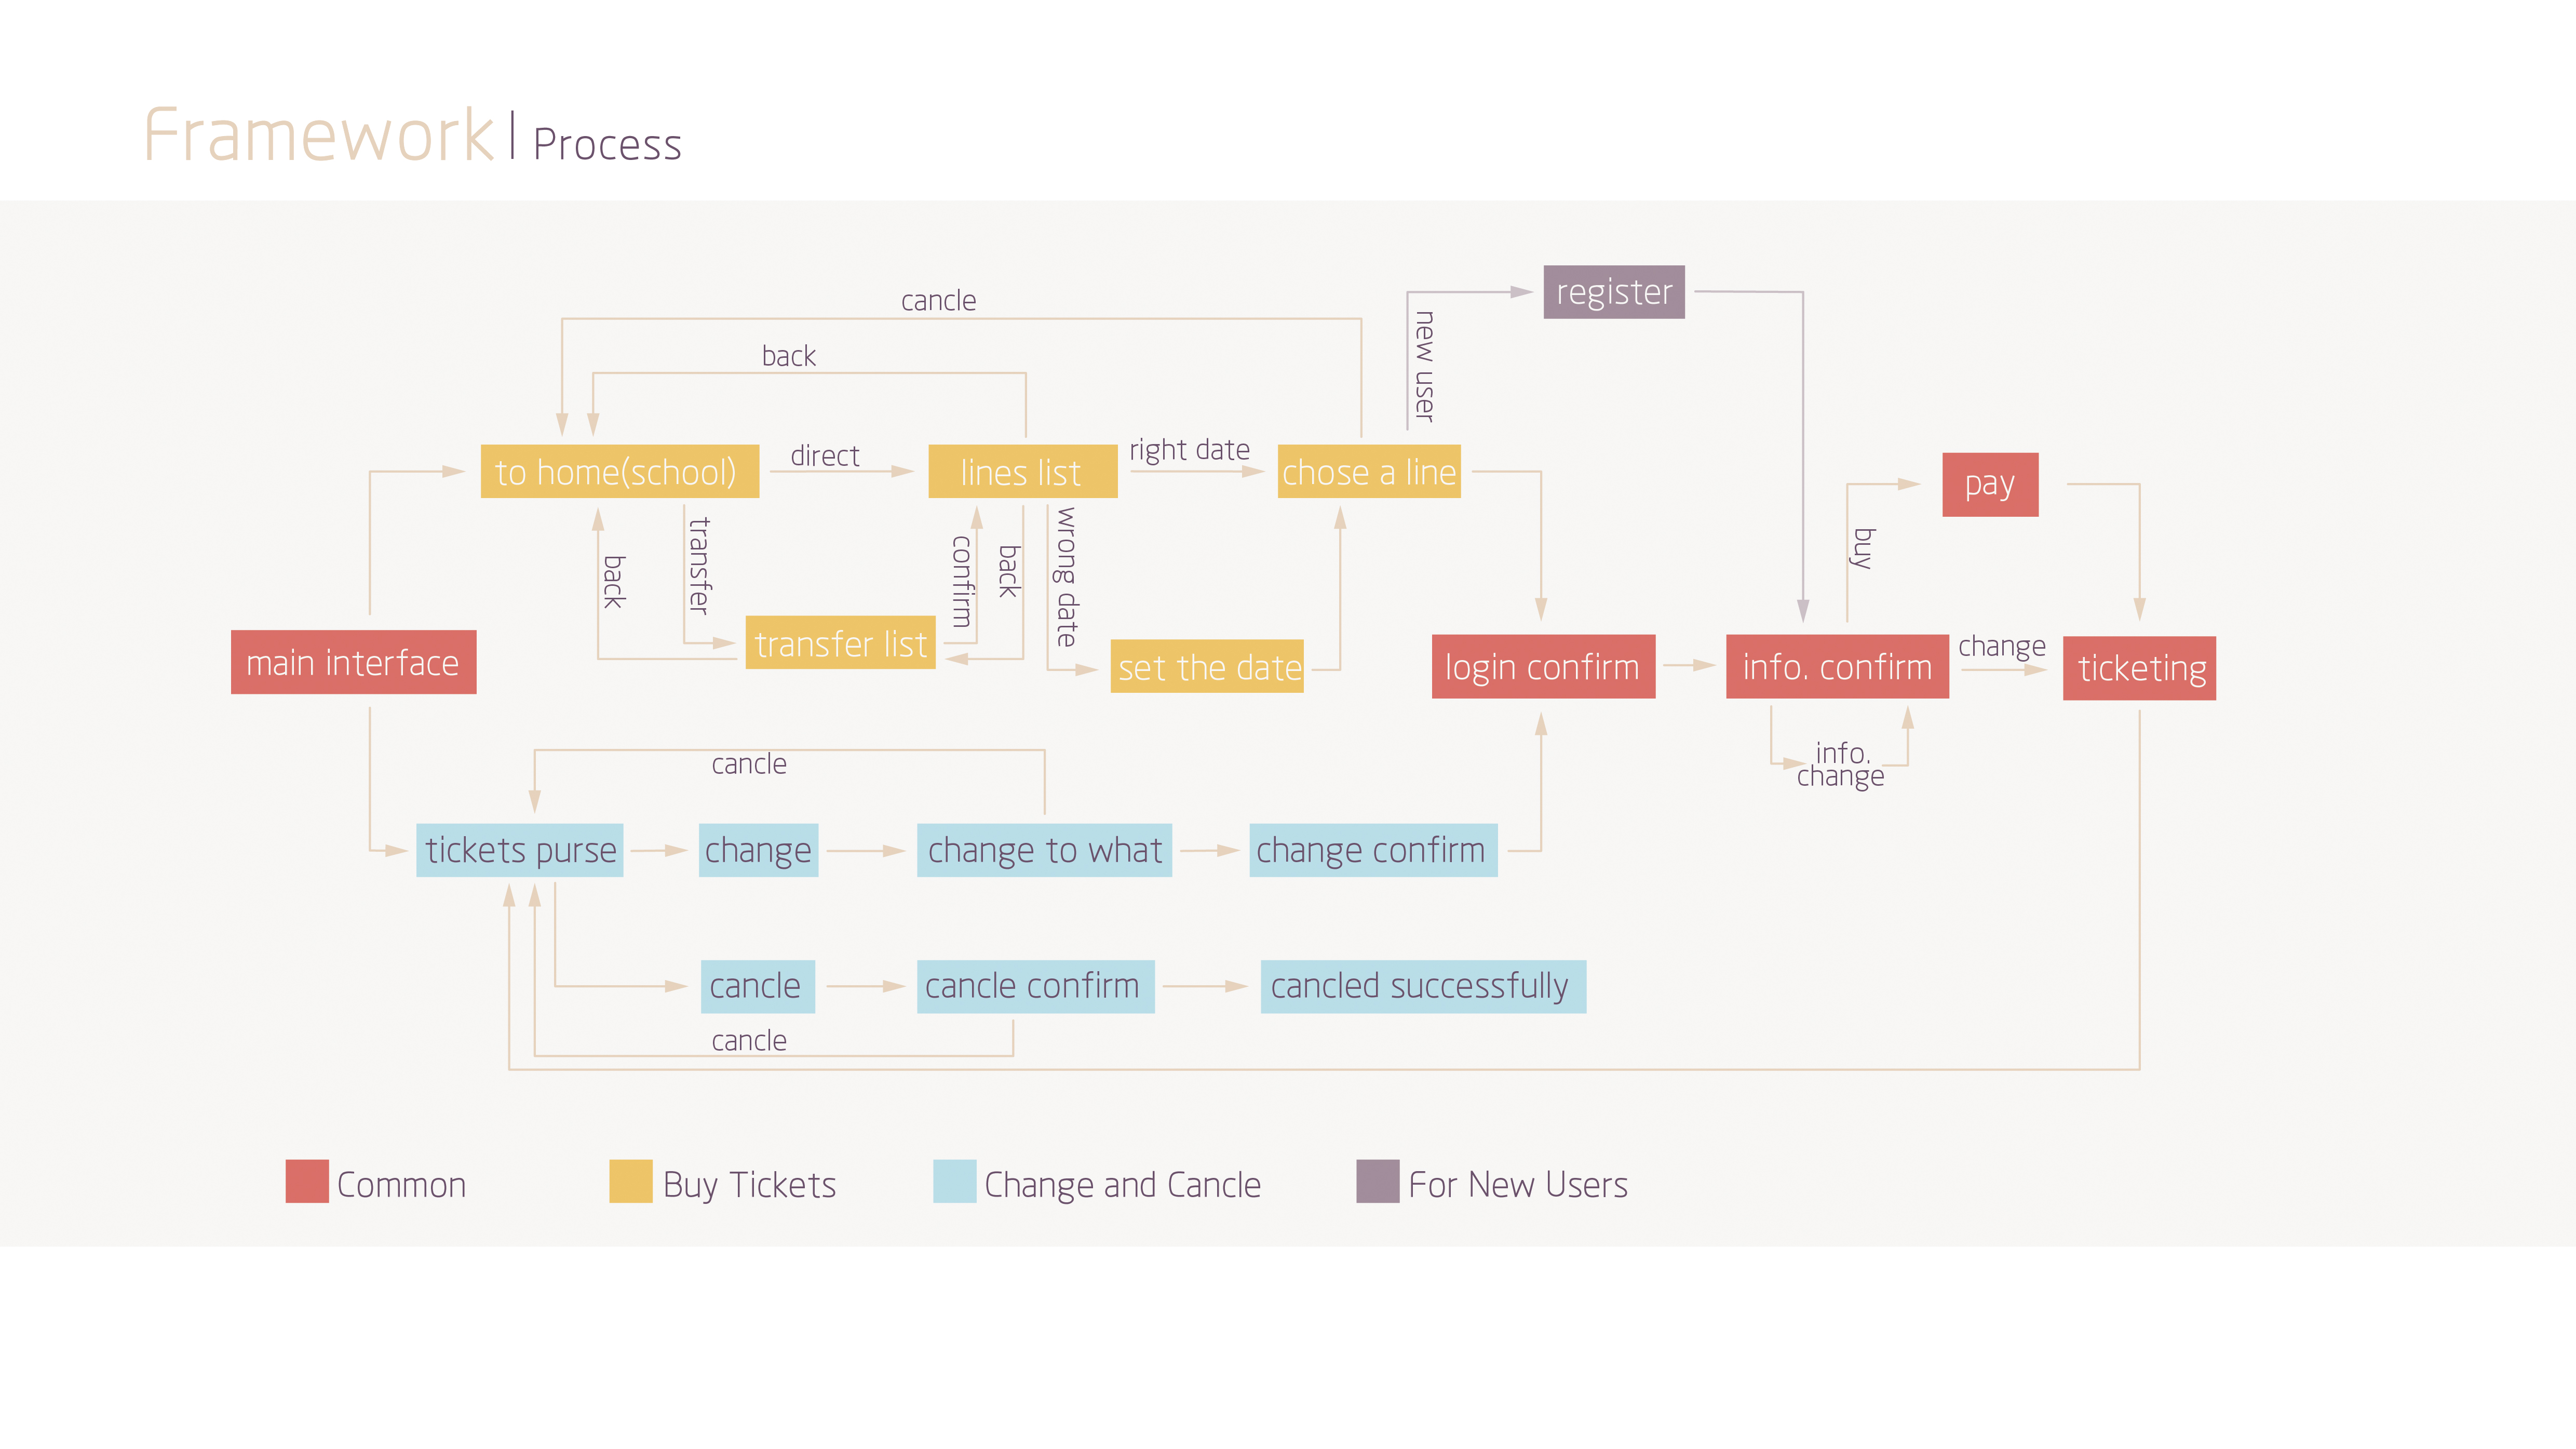 Framework | Process
cancle
back
new user
register
to home(school)
direct
lines list
right date
chose a line
pay
back
transfer
confirm
back
wrong date
buy
transfer list
set the date
main interface
login confirm
info. confirm
change
ticketing
info.
change
cancle
tickets purse
change
change to what
change confirm
cancle
cancle confirm
cancled successfully
cancle
Common
Buy Tickets
Change and Cancle
For New Users